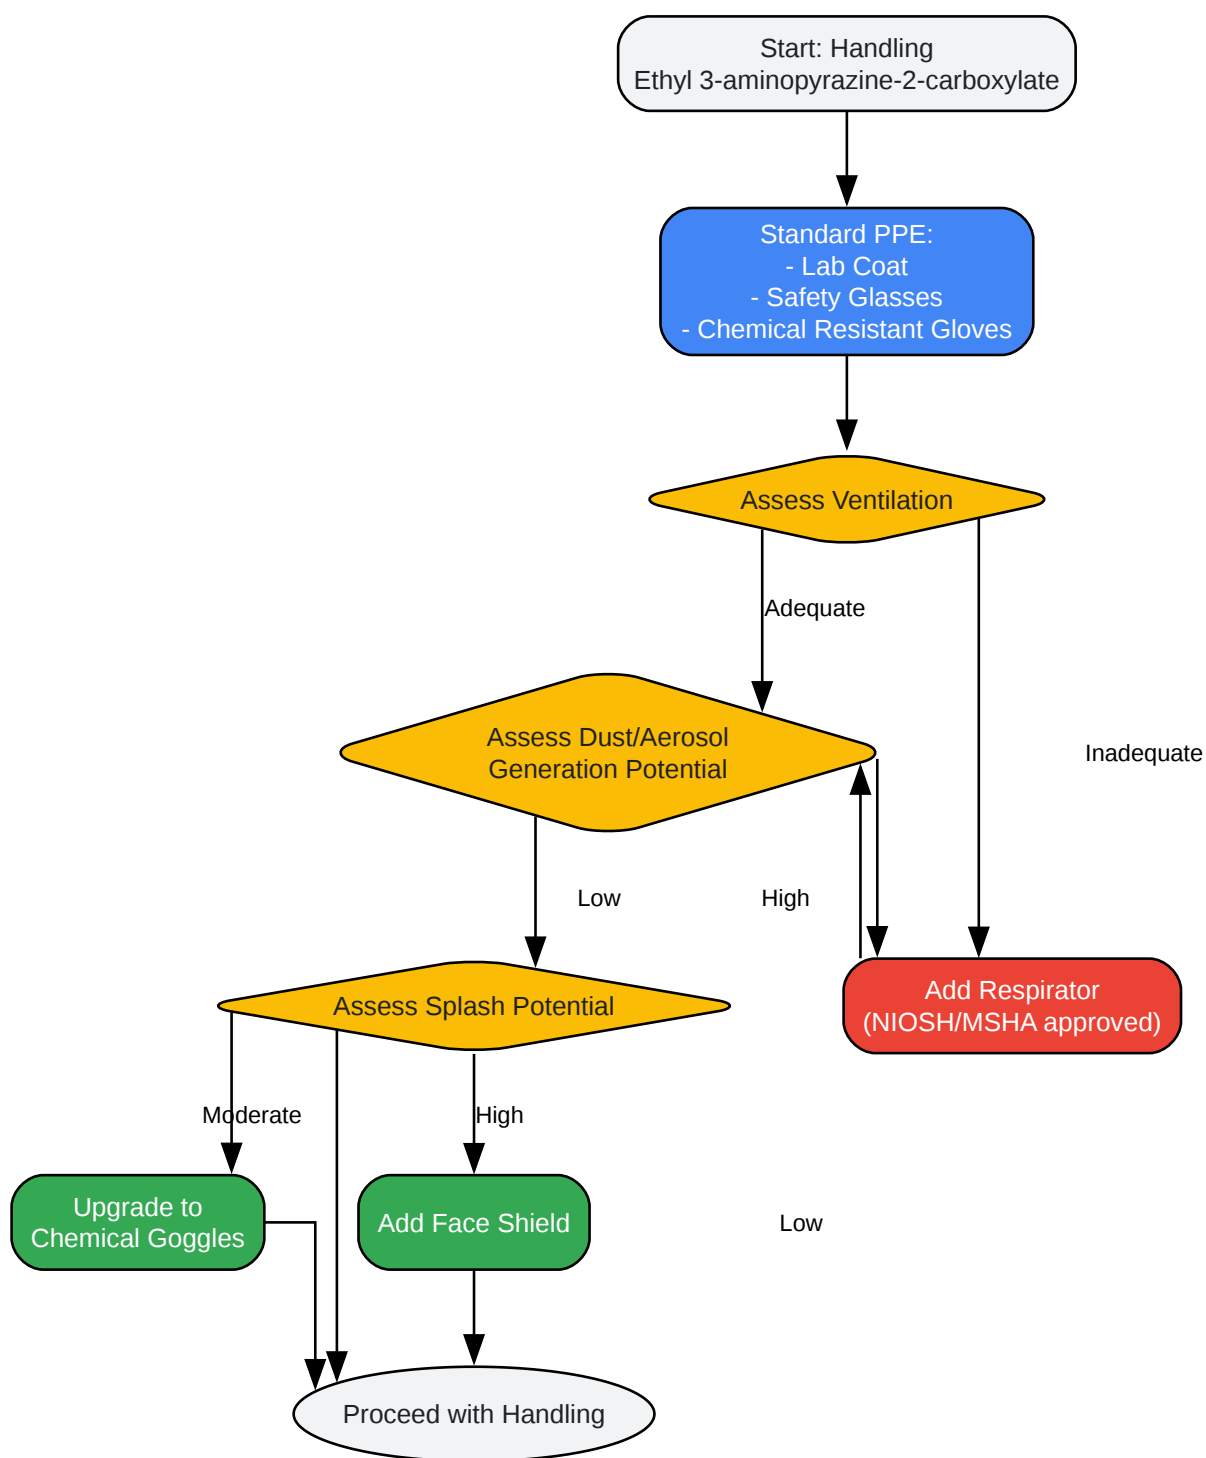 Start: Handling
Ethyl 3-aminopyrazine-2-carboxylate
Standard PPE:
- Lab Coat
- Safety Glasses
- Chemical Resistant Gloves
Assess Ventilation
Adequate
Assess Dust/Aerosol
Generation Potential
Inadequate
Low
High
Assess Splash Potential
Add Respirator
(NIOSH/MSHA approved)
Moderate
High
Upgrade to
Chemical Goggles
Add Face Shield
Low
Proceed with Handling